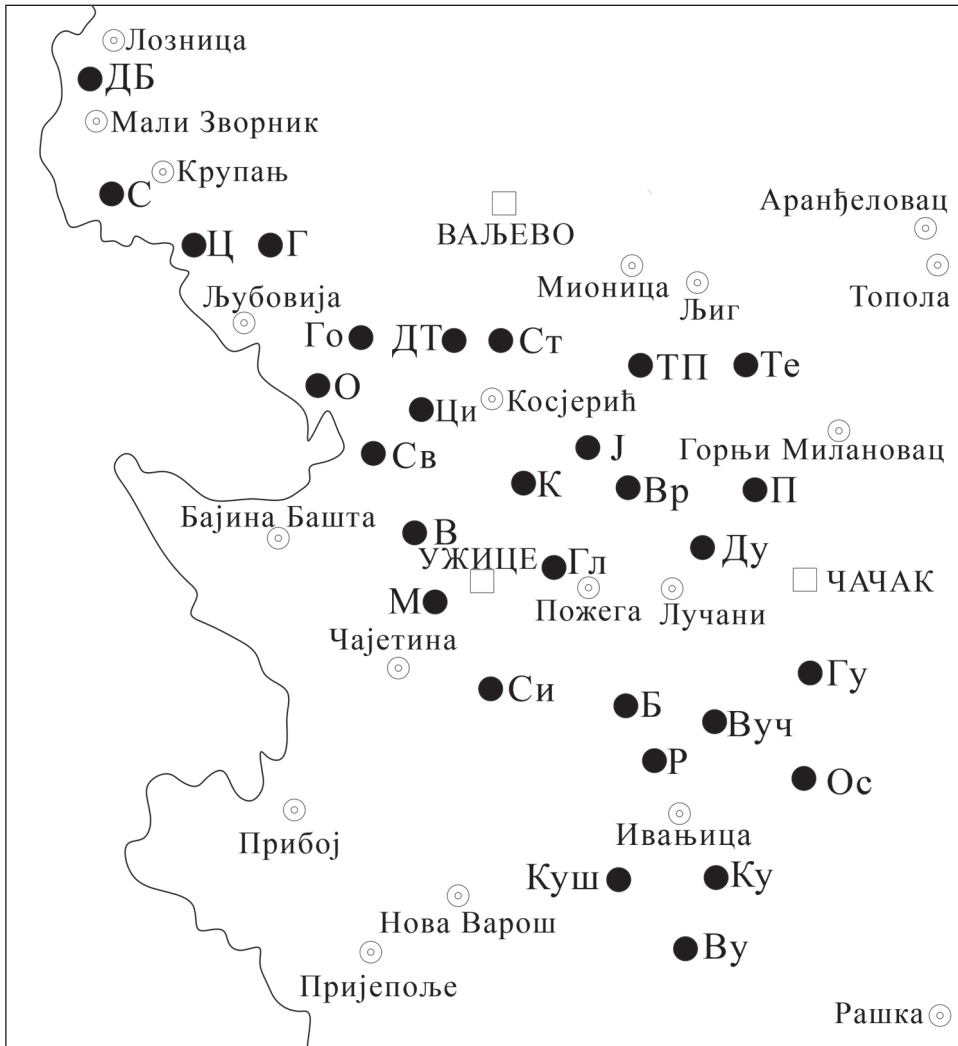 Лозница
ДБ
Мали Зворник
Крупањ
С
Аранђеловац
ВАЉЕВО
Ц
Г
Мионица
Љиг
Топола
Љубовија
Го
ДТ
Ст
ТП
Те
О
Ци
Косјерић
Ј
Горњи Милановац
Св
К
Вр
П
Бајина Башта
В
УЖИЦЕ
Гл
Ду
ЧАЧАК
М
Пожега
Лучани
Чајетина
Гу
Си
Б
Вуч
Р
Ос
Прибој
Ивањица
Куш
Ку
Нова Варош
Ву
Пријепоље
Рашка